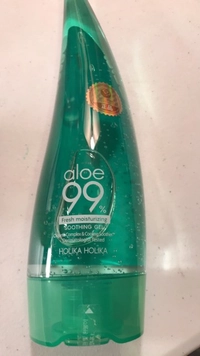 aloe
99%
fresh moisturizing
SOOTHING GEL
HOLIKA HOLIKA